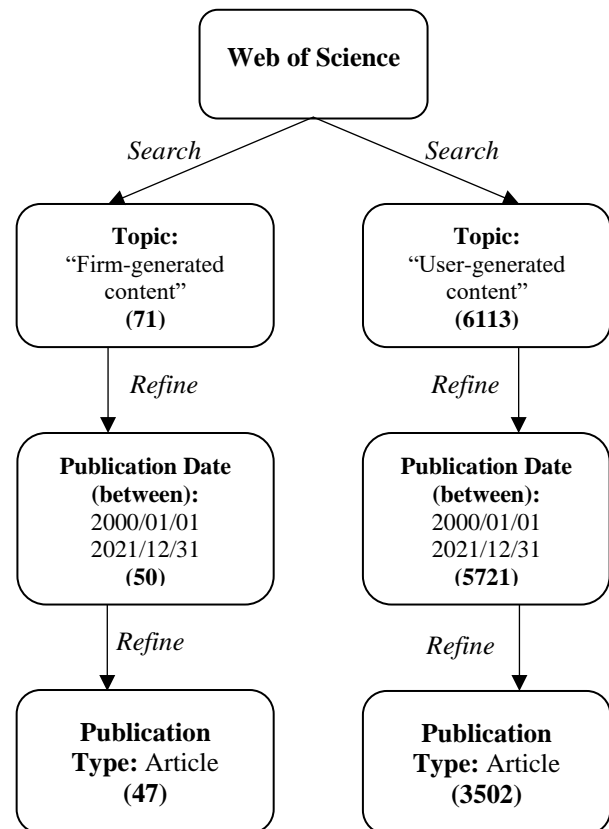 Web of Science
Search
Search
Topic:
“Firm-generated
content”
(71)
Topic:
“User-generated
content”
(6113)
Refine
Refine
Publication Date
(between):
2000/01/01
2021/12/31
(50)
Publication Date
(between):
2000/01/01
2021/12/31
(5721)
Refine
Refine
Publication
Type: Article
(47)
Publication
Type: Article
(3502)